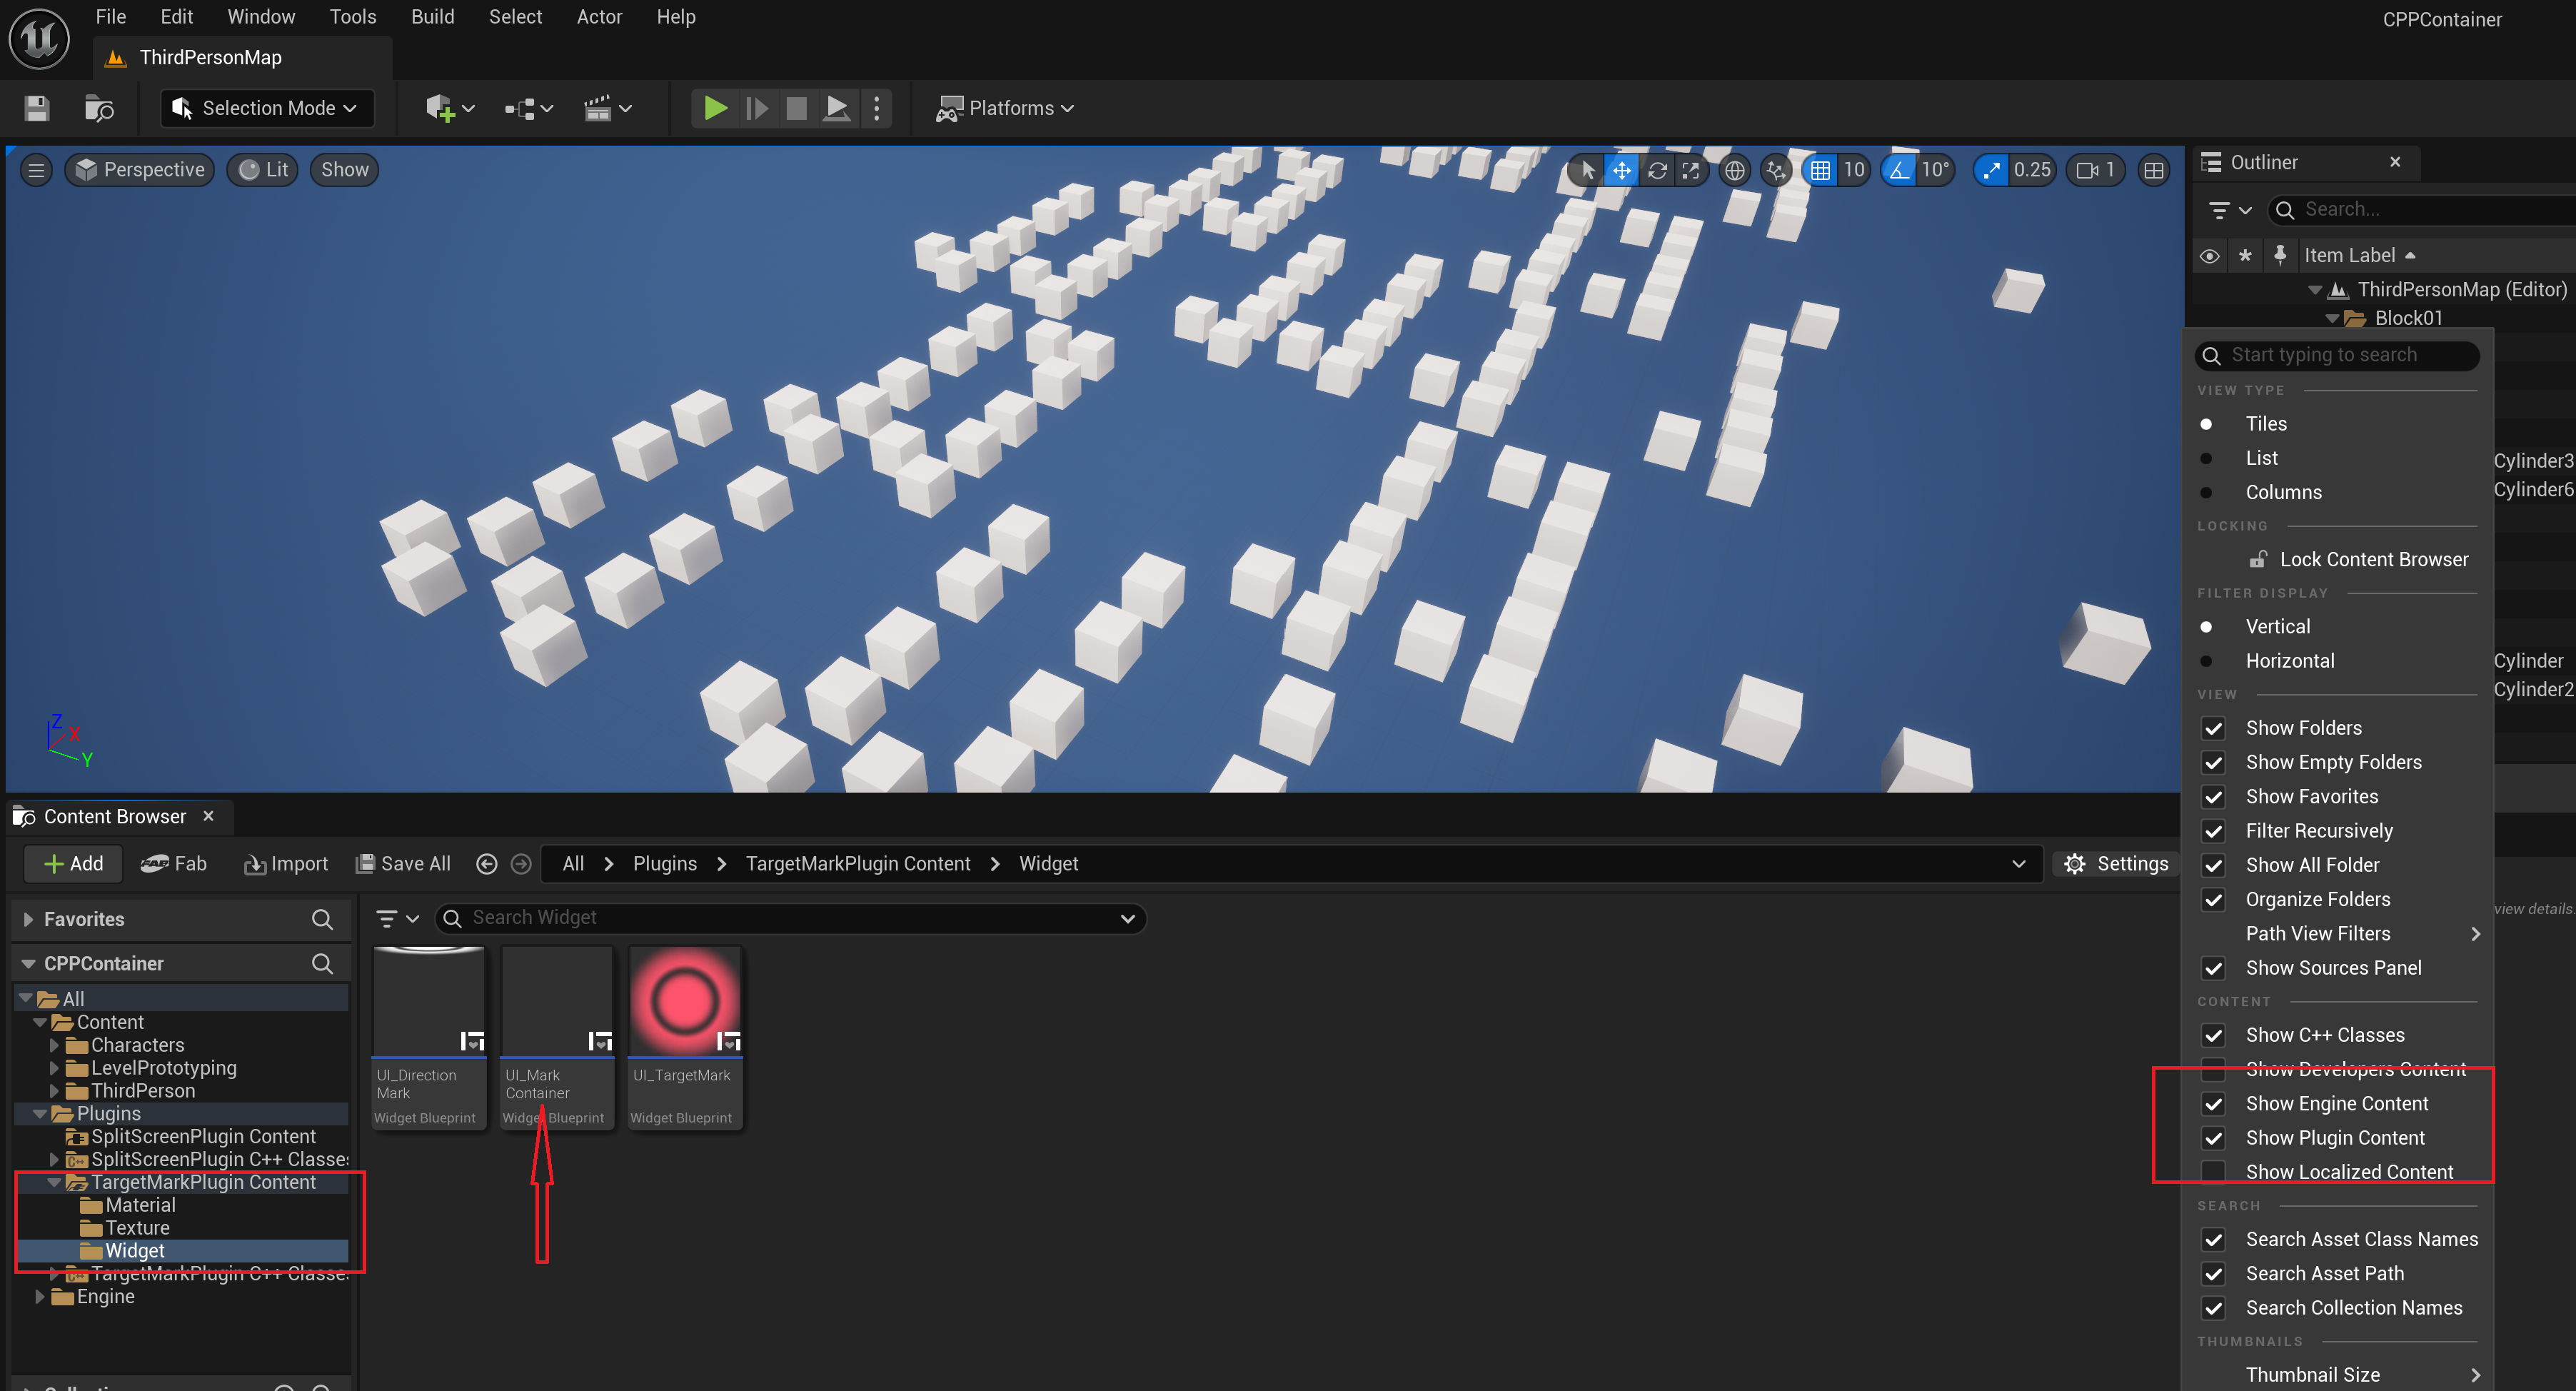 File Edit Window Tools Build Select Actor Help
CPPContainer
ThirdPersonMap
Selection Mode
Platforms
Perspective
Lit
Show
10
10°
0.25
1
Outliner
Search...
Item Label
ThirdPersonMap (Editor)
Block01
Start typing to search
VIEW TYPE
Tiles
List
Columns
Cylinder3
Cylinder6
LOCKING
Lock Content Browser
FILTER DISPLAY
Vertical
Horizontal
Cylinder
Cylinder2
VIEW
Show Folders
Show Empty Folders
Show Favorites
Filter Recursively
Show All Folder
Organize Folders
view details.
Path View Filters
Show Sources Panel
CONTENT
Show C++ Classes
Show Developers Content
Show Engine Content
Show Plugin Content
Show Localized Content
SEARCH
Search Asset Class Names
Search Asset Path
Search Collection Names
THUMBNAILS
Thumbnail Size
Z
X
Y
Content Browser
Add
FAB Fab
Import
Save All
All > Plugins > TargetMarkPlugin Content > Widget
Settings
Favorites
Search Widget
CPPContainer
All
Content
Characters
LevelPrototyping
ThirdPerson
Plugins
SplitScreenPlugin Content
C++ SplitScreenPlugin C++ Classes
TargetMarkPlugin Content
Material
Texture
Widget
C++ TargetMarkPlugin C++ Classes
Engine
UI_Direction
Mark
Widget Blueprint
UI_Mark
Container
Widget Blueprint
UI_TargetMark
Widget Blueprint